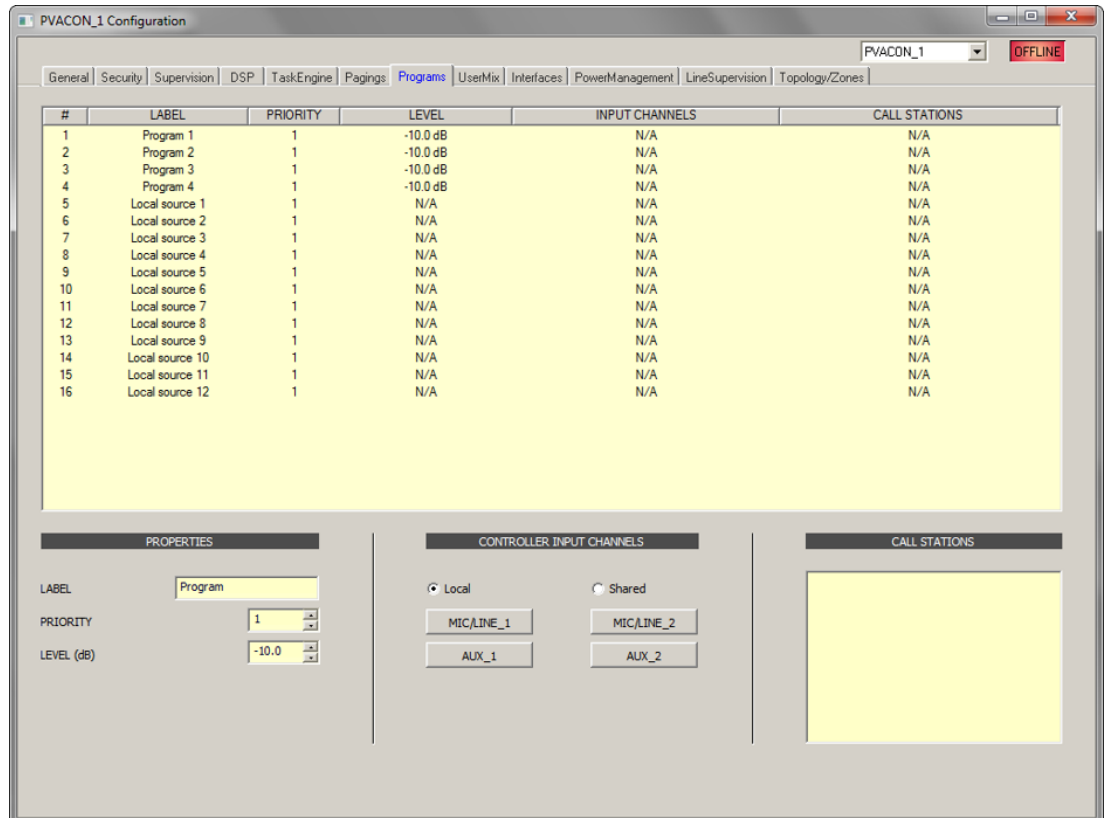 PVACON_1 Configuration
PVACON_1 OFFLINE
General Security Supervision DSP TaskEngine Pagings Programs UserMix Interfaces PowerManagement LineSupervision Topology/Zones
# LABEL PRIORITY LEVEL INPUT CHANNELS CALL STATIONS
1 Program 1 1 -10.0 dB N/A N/A
2 Program 2 1 -10.0 dB N/A N/A
3 Program 3 1 -10.0 dB N/A N/A
4 Program 4 1 -10.0 dB N/A N/A
5 Local source 1 1 N/A N/A N/A
6 Local source 2 1 N/A N/A N/A
7 Local source 3 1 N/A N/A N/A
8 Local source 4 1 N/A N/A N/A
9 Local source 5 1 N/A N/A N/A
10 Local source 6 1 N/A N/A N/A
11 Local source 7 1 N/A N/A N/A
12 Local source 8 1 N/A N/A N/A
13 Local source 9 1 N/A N/A N/A
14 Local source 10 1 N/A N/A N/A
15 Local source 11 1 N/A N/A N/A
16 Local source 12 1 N/A N/A N/A
PROPERTIES CONTROLLER INPUT CHANNELS CALL STATIONS
LABEL Program Local Shared
PRIORITY 1 MIC/LINE_1 MIC/LINE_2
LEVEL (dB) -10.0 AUX_1 AUX_2